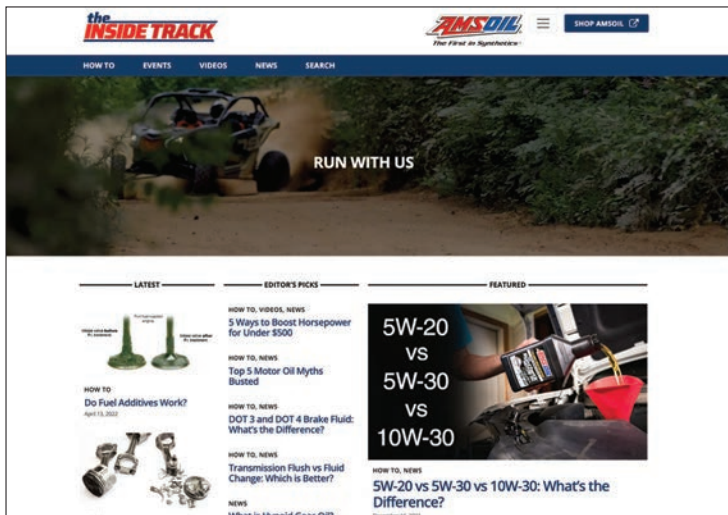 the
INSIDE TRACK
AMSOIL
The First in Synthetics®
SHOP AMSOIL
HOW TO
EVENTS
VIDEOS
NEWS
SEARCH
RUN WITH US
LATEST
HOW TO
Do Fuel Additives Work?
April 13, 2022
EDITOR'S PICKS
HOW TO, VIDEOS, NEWS
5 Ways to Boost Horsepower
for Under $500
HOW TO, NEWS
Top 5 Motor Oil Myths
Busted
HOW TO, NEWS
DOT 3 and DOT 4 Brake Fluid:
What's the Difference?
HOW TO, NEWS
Transmission Flush vs Fluid
Change: Which is Better?
NEWS
What is Hypoid Gear Oil?
FEATURED
5W-20
vs
5W-30
vs
10W-30
HOW TO, NEWS
5W-20 vs 5W-30 vs 10W-30: What's the
Difference?